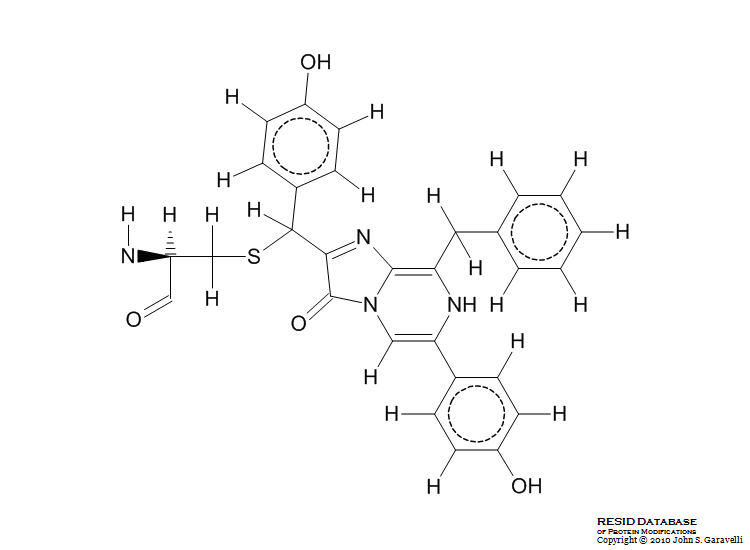 OH
H H
H H
H H H
H H H
H N
N S
H H
H
N NH
O O
H H H
H
H
H H
H OH
RESID DATABASE
of Protein Modifications
Copyright © 2010 John S. Garavelli